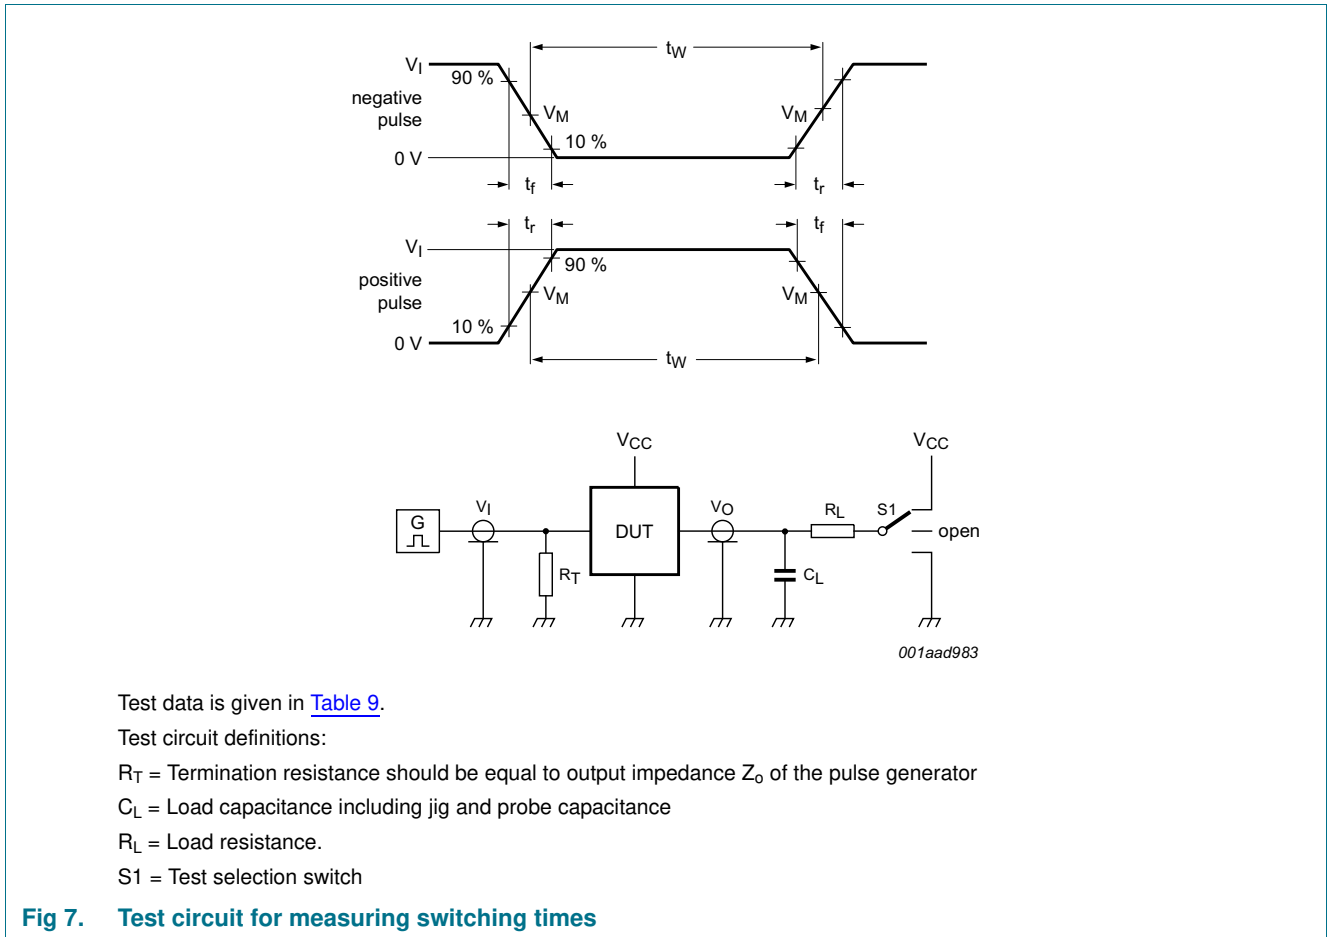 tW
VI
90 %
negative
pulse
VM
VM
10 %
0 V
tf
tr
tr
tf
VI
90 %
positive
pulse
VM
VM
10 %
0 V
tW
VCC
VCC
G
VI
DUT
VO
RL
S1
open
RT
CL
001aad983
Test data is given in Table 9.
Test circuit definitions:
RT = Termination resistance should be equal to output impedance Zo of the pulse generator
CL = Load capacitance including jig and probe capacitance
RL = Load resistance.
S1 = Test selection switch
Fig 7. Test circuit for measuring switching times